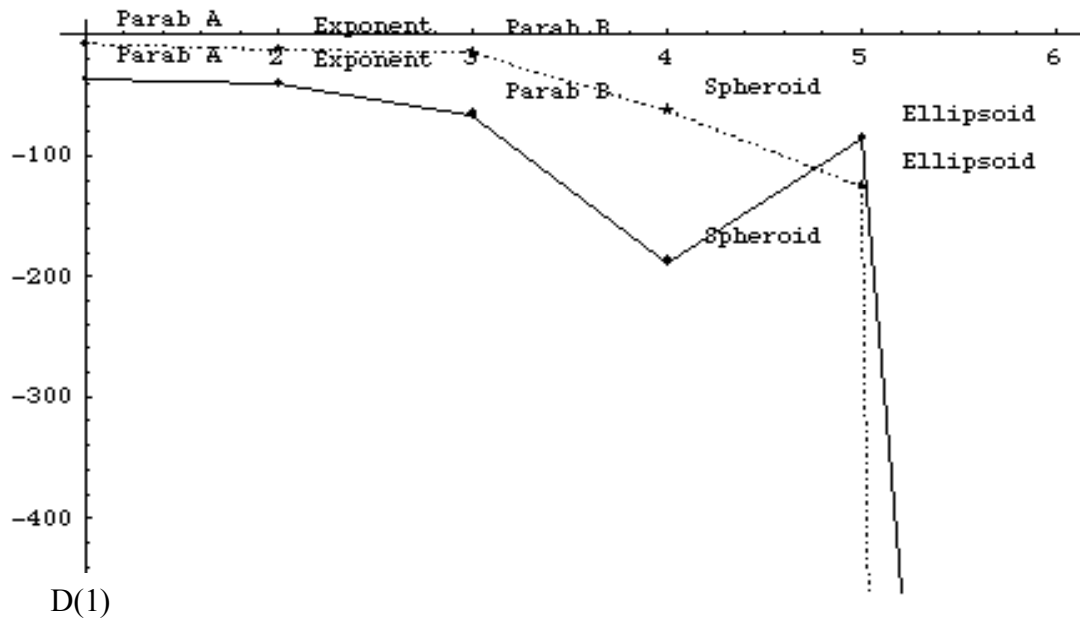 Parab A Exponent Parab B
Parab A 2 Exponent 3 4 5 6
Parab B Spheroid
Ellipsoid
-100 Ellipsoid
Spheroid
-200
-300
-400
D(1)